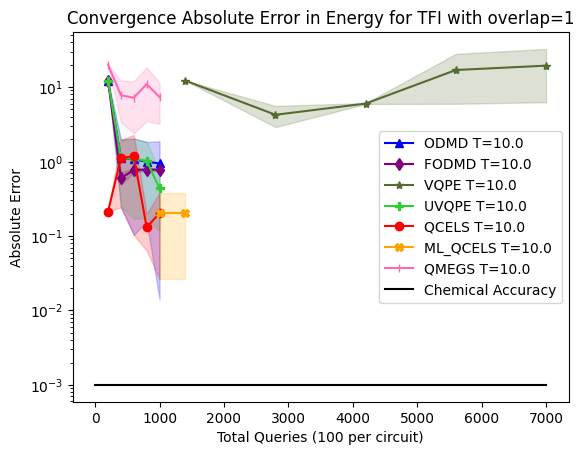 Convergence Absolute Error in Energy for TFI with overlap=1
Absolute Error
10¹
10⁰
10⁻¹
10⁻²
10⁻³
ODMD T=10.0
FODMD T=10.0
VQPE T=10.0
UVQPE T=10.0
QCELS T=10.0
ML_QCELS T=10.0
QMEGS T=10.0
Chemical Accuracy
0 1000 2000 3000 4000 5000 6000 7000
Total Queries (100 per circuit)